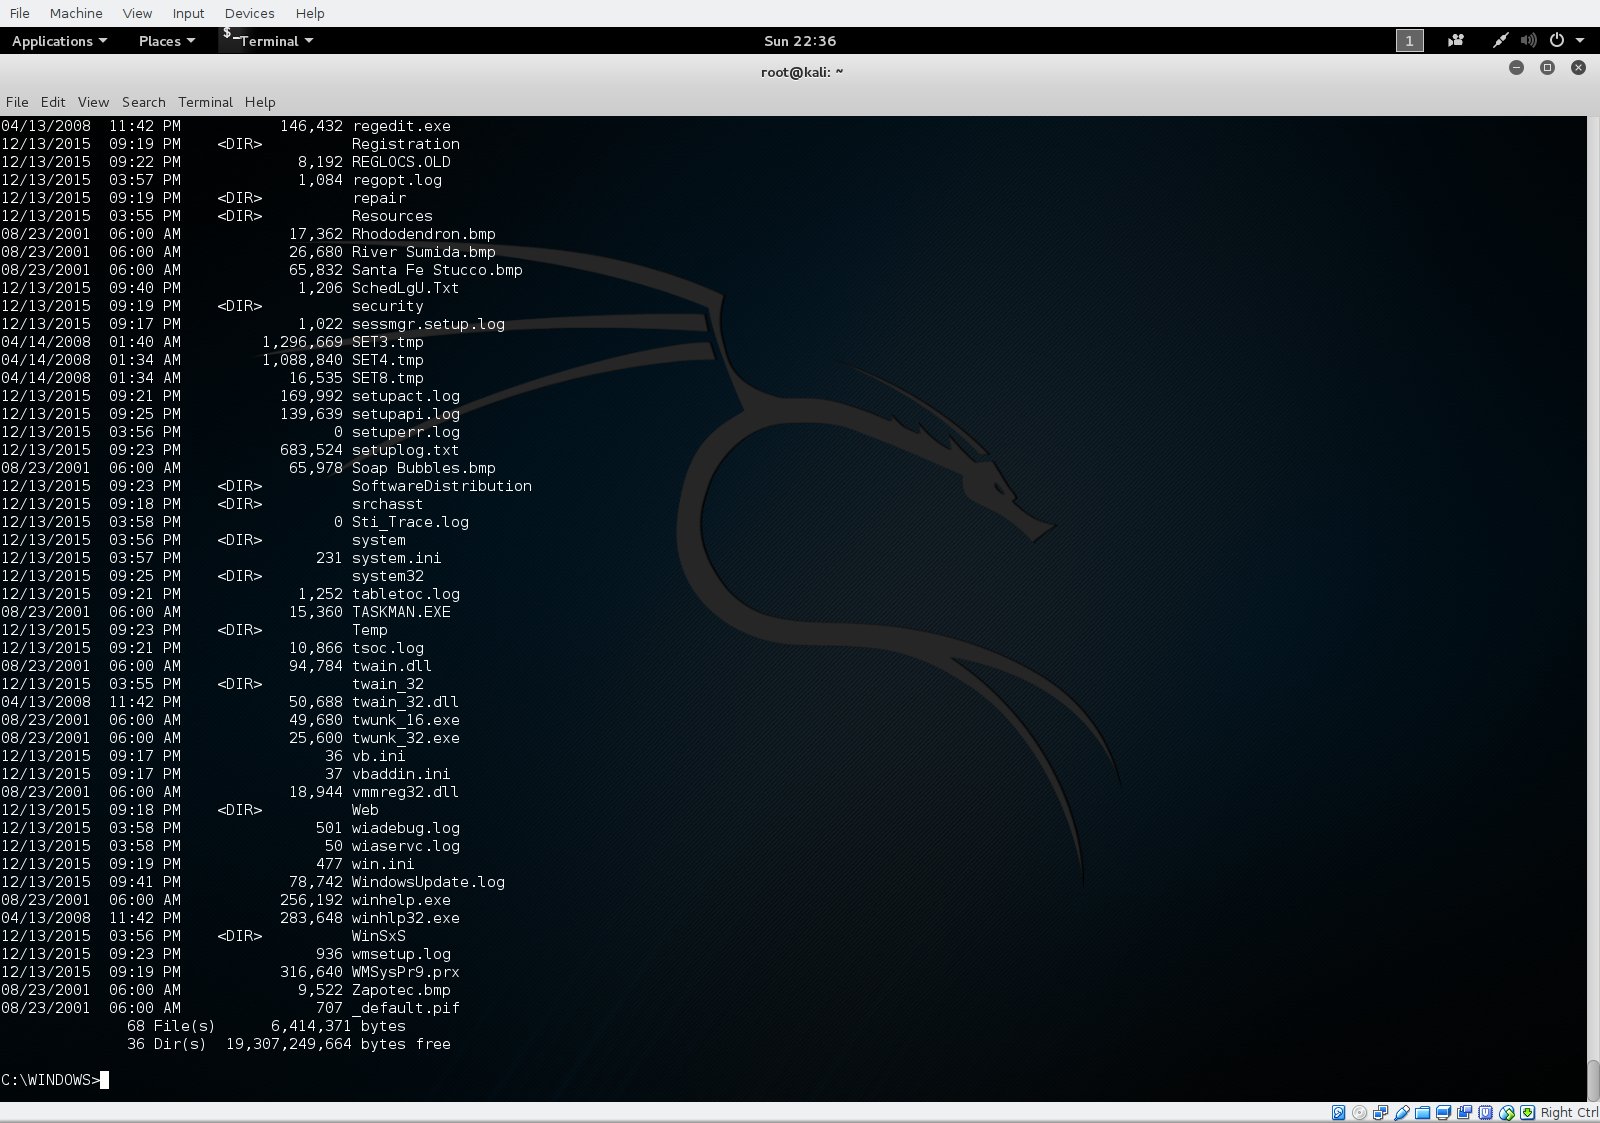 File Machine View Input Devices Help
Applications Places $_Terminal Sun 22:36 1
root@kali: ~
File Edit View Search Terminal Help
04/13/2008  11:42 PM           146,432 regedit.exe
12/13/2015  09:19 PM    <DIR>          Registration
12/13/2015  09:22 PM             8,192 REGLOCS.OLD
12/13/2015  03:57 PM             1,084 regopt.log
12/13/2015  09:19 PM    <DIR>          repair
12/13/2015  03:55 PM    <DIR>          Resources
08/23/2001  06:00 AM            17,362 Rhododendron.bmp
08/23/2001  06:00 AM            26,680 River Sumida.bmp
08/23/2001  06:00 AM            65,832 Santa Fe Stucco.bmp
12/13/2015  09:40 PM             1,206 SchedLgU.Txt
12/13/2015  09:19 PM    <DIR>          security
12/13/2015  09:17 PM             1,022 sessmgr.setup.log
04/14/2008  01:40 AM         1,296,669 SET3.tmp
04/14/2008  01:34 AM         1,088,840 SET4.tmp
04/14/2008  01:34 AM            16,535 SET8.tmp
12/13/2015  09:21 PM           169,992 setupact.log
12/13/2015  09:25 PM           139,639 setupapi.log
12/13/2015  03:56 PM                 0 setuperr.log
12/13/2015  09:23 PM           683,524 setuplog.txt
08/23/2001  06:00 AM            65,978 Soap Bubbles.bmp
12/13/2015  09:23 PM    <DIR>          SoftwareDistribution
12/13/2015  09:18 PM    <DIR>          srchasst
12/13/2015  03:58 PM                 0 Sti_Trace.log
12/13/2015  03:56 PM    <DIR>          system
12/13/2015  03:57 PM               231 system.ini
12/13/2015  09:25 PM    <DIR>          system32
12/13/2015  09:21 PM             1,252 tabletoc.log
08/23/2001  06:00 AM            15,360 TASKMAN.EXE
12/13/2015  09:23 PM    <DIR>          Temp
12/13/2015  09:21 PM            10,866 tsoc.log
08/23/2001  06:00 AM            94,784 twain.dll
12/13/2015  03:55 PM    <DIR>          twain_32
04/13/2008  11:42 PM            50,688 twain_32.dll
08/23/2001  06:00 AM            49,680 twunk_16.exe
08/23/2001  06:00 AM            25,600 twunk_32.exe
12/13/2015  09:17 PM                36 vb.ini
12/13/2015  09:17 PM                37 vbaddin.ini
08/23/2001  06:00 AM            18,944 vmmreg32.dll
12/13/2015  09:18 PM    <DIR>          Web
12/13/2015  03:58 PM               501 wiadebug.log
12/13/2015  03:58 PM                50 wiaservc.log
12/13/2015  09:19 PM               477 win.ini
12/13/2015  09:41 PM            78,742 WindowsUpdate.log
08/23/2001  06:00 AM           256,192 winhelp.exe
04/13/2008  11:42 PM           283,648 winhlp32.exe
12/13/2015  03:56 PM    <DIR>          WinSxS
12/13/2015  09:23 PM               936 wmsetup.log
12/13/2015  09:19 PM           316,640 WMSysPr9.prx
08/23/2001  06:00 AM             9,522 Zapotec.bmp
08/23/2001  06:00 AM               707 _default.pif
              68 File(s)      6,414,371 bytes
              36 Dir(s)  19,307,249,664 bytes free
C:\WINDOWS>
Right Ctrl